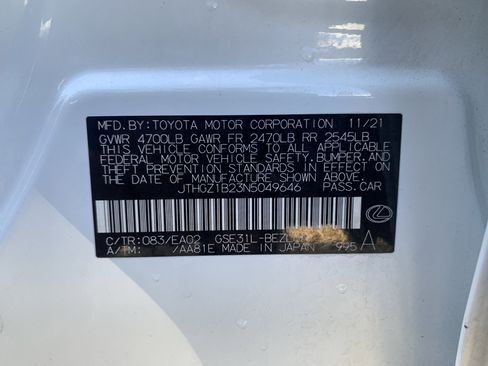 MFD.BY:TOYOTA MOTOR CORPORATION 11/21
GVWR 4700LB GAWR FR 2470LB RR 2545LB
THIS VEHICLE CONFORMS TO ALL APPLICABLE
FEDERAL MOTOR VEHICLE SAFETY, BUMPER,
AND THEFT PREVENTION STANDARDS IN EFFECT
ON THE DATE OF MANUFACTURE SHOWN ABOVE.
JTHGZ1B23N5049646 PASS.CAR
C/TR:083/EA02
A/TM: /AA81E MADE IN JAPAN 995 A